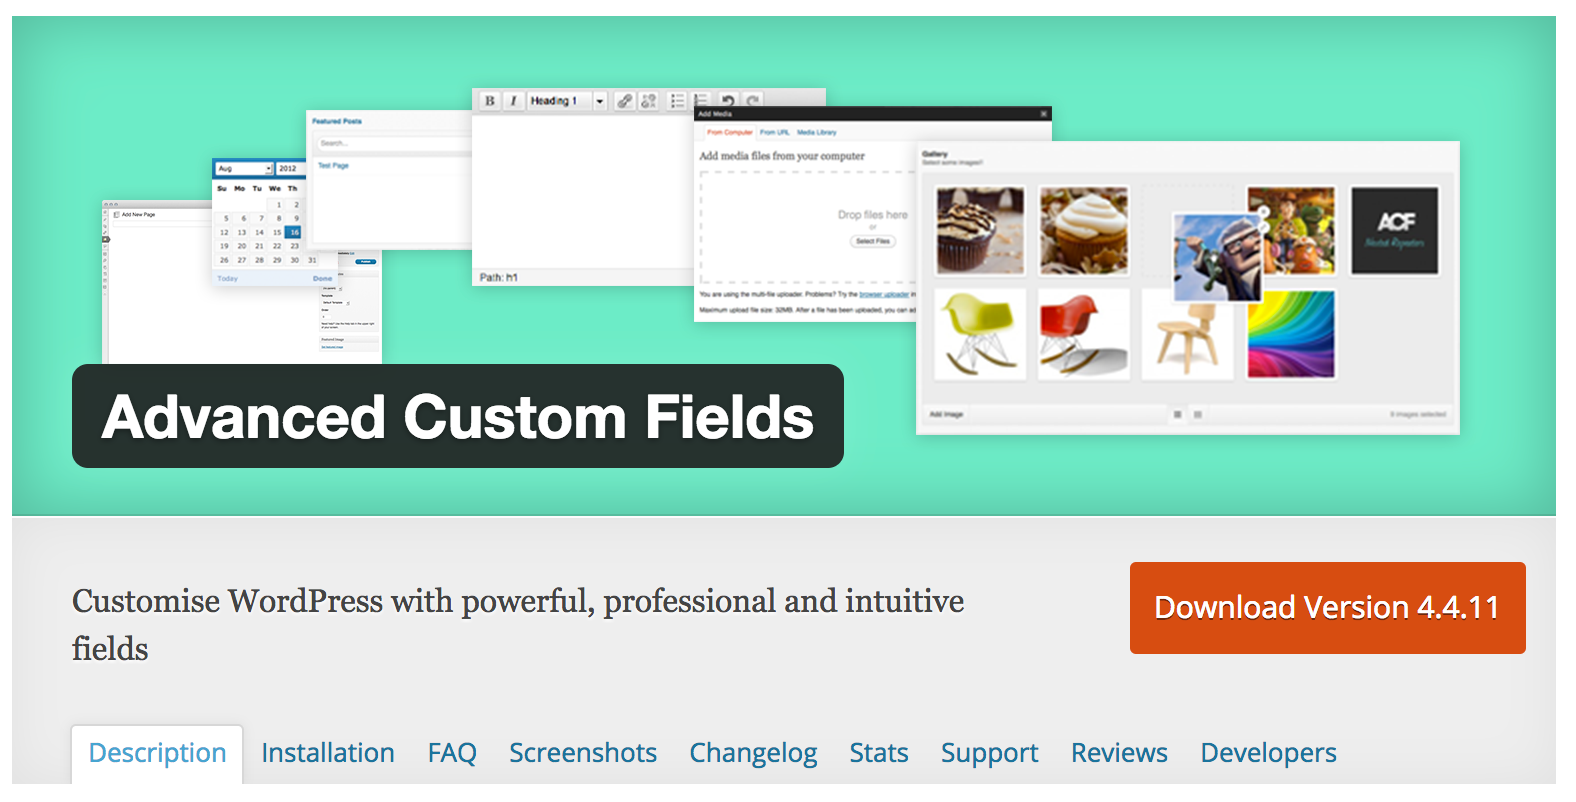 Add New Page
Aug 2012
Su Mo Tu We Th
1 2
5 6 7 8 9
12 13 14 15 16
19 20 21 22 23
26 27 28 29 30 31
Today Done
Featured Posts
Search...
Test Page
B I Heading 1
Path: h1
Add Media
From Computer From URL Media Library
Add media files from your computer
Drop files here
or
Select Files
You are using the multi-file uploader. Problems? Try the browser uploader
Maximum upload file size: 32MB. After a file has been uploaded, you can ad
Gallery
Select some images!!
ACF
Nested Repeaters
Add Image
9 images selected
Advanced Custom Fields
Customise WordPress with powerful, professional and intuitive
fields
Download Version 4.4.11
Description Installation FAQ Screenshots Changelog Stats Support Reviews Developers